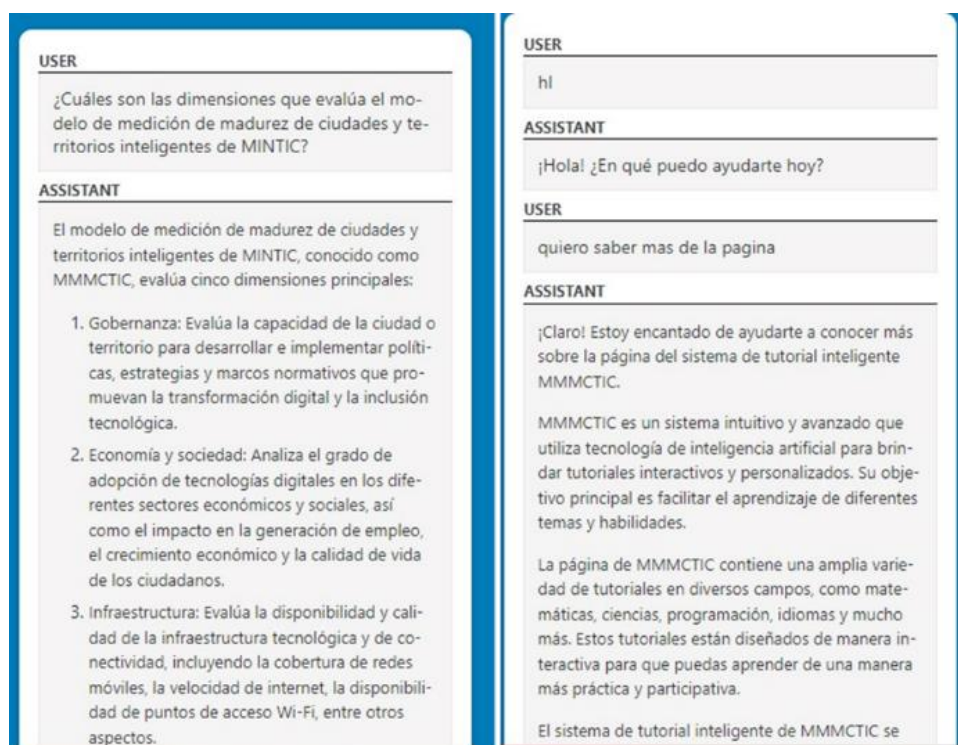 USER
¿Cuáles son las dimensiones que evalúa el mo-
delo de medición de madurez de ciudades y te-
rritorios inteligentes de MINTIC?
ASSISTANT
El modelo de medición de madurez de ciudades y
territorios inteligentes de MINTIC, conocido como
MMMCTIC, evalúa cinco dimensiones principales:
1. Gobernanza: Evalúa la capacidad de la ciudad o
territorio para desarrollar e implementar políti-
cas, estrategias y marcos normativos que pro-
muevan la transformación digital y la inclusión
tecnológica.
2. Economía y sociedad: Analiza el grado de
adopción de tecnologías digitales en los dife-
rentes sectores económicos y sociales, así
como el impacto en la generación de empleo,
el crecimiento económico y la calidad de vida
de los ciudadanos.
3. Infraestructura: Evalúa la disponibilidad y cali-
dad de la infraestructura tecnológica y de co-
nectividad, incluyendo la cobertura de redes
móviles, la velocidad de internet, la disponibili-
dad de puntos de acceso Wi-Fi, entre otros
aspectos.
USER
hl
ASSISTANT
¡Hola! ¿En qué puedo ayudarte hoy?
USER
quiero saber mas de la pagina
ASSISTANT
¡Claro! Estoy encantado de ayudarte a conocer más
sobre la página del sistema de tutorial inteligente
MMMCTIC.
MMMCTIC es un sistema intuitivo y avanzado que
utiliza tecnología de inteligencia artificial para brin-
dar tutoriales interactivos y personalizados. Su obje-
tivo principal es facilitar el aprendizaje de diferentes
temas y habilidades.
La página de MMMCTIC contiene una amplia varie-
dad de tutoriales en diversos campos, como mate-
máticas, ciencias, programación, idiomas y mucho
más. Estos tutoriales están diseñados de manera in-
teractiva para que puedas aprender de una manera
más práctica y participativa.
El sistema de tutorial inteligente de MMMCTIC se